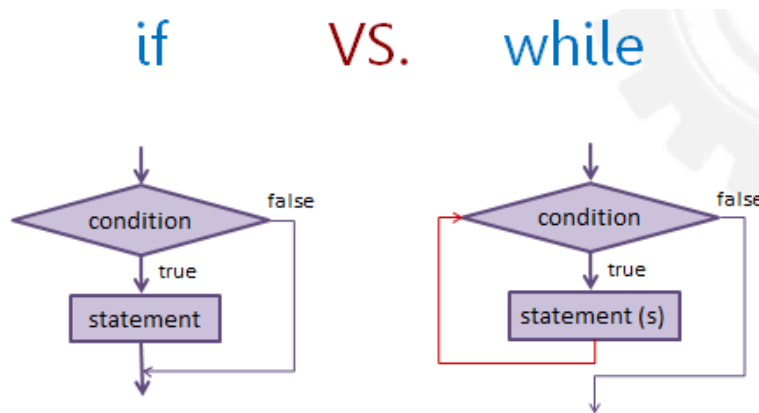 if VS. while
condition
false
true
statement
condition
false
true
statement (s)